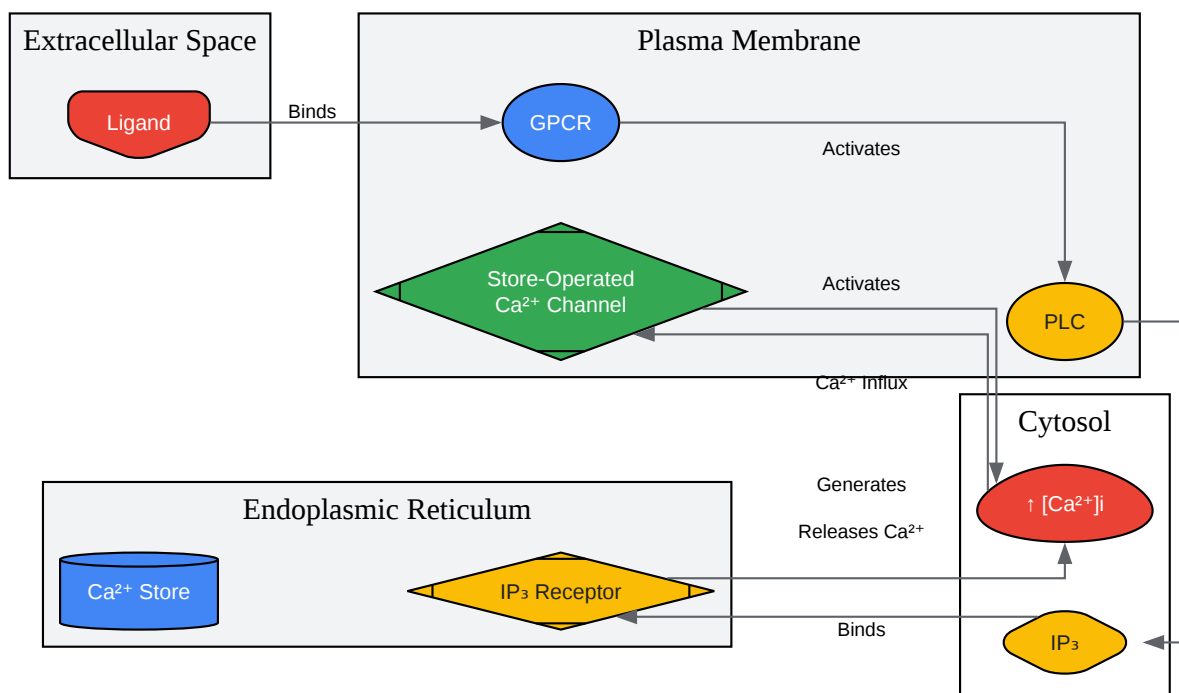 Extracellular Space
Plasma Membrane
Ligand
Binds
GPCR
Activates
Store-Operated
Ca²⁺ Channel
Activates
PLC
Ca²⁺ Influx
Cytosol
Generates
↑ [Ca²⁺]i
Endoplasmic Reticulum
Releases Ca²⁺
Ca²⁺ Store
IP₃ Receptor
Binds
IP₃